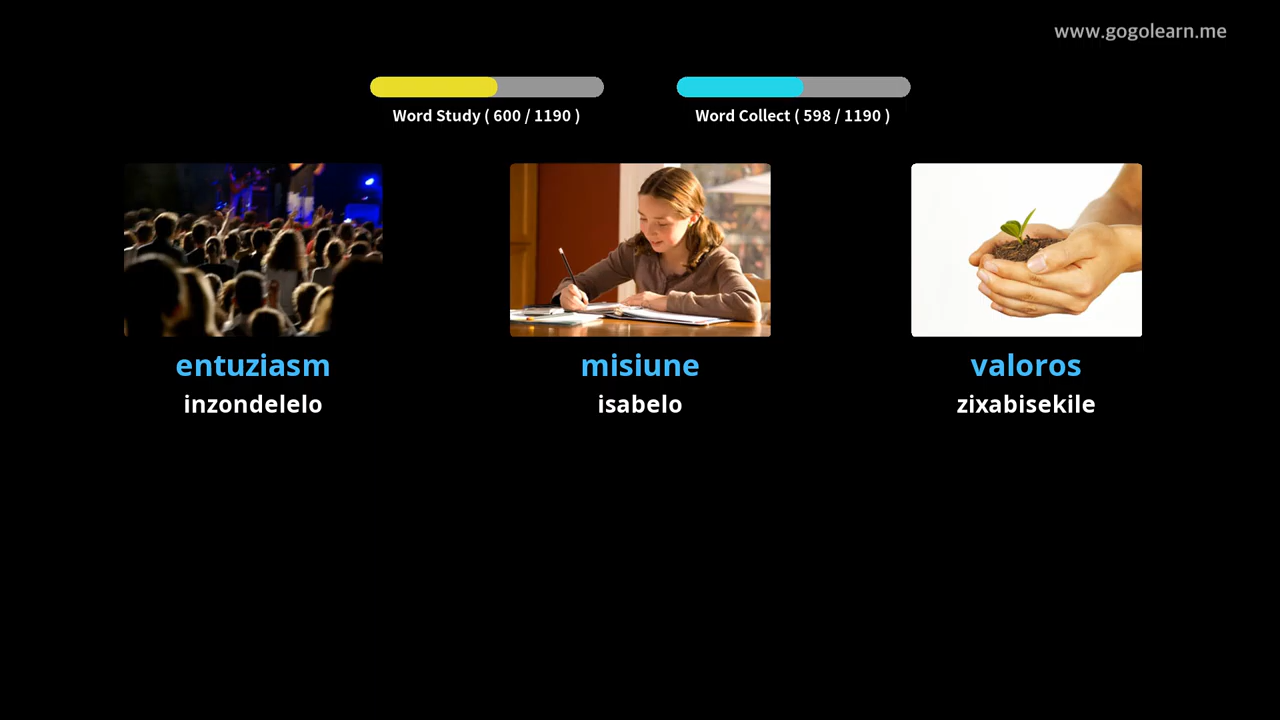 www.gogolearn.me
Word Study ( 600 / 1190 )
Word Collect ( 598 / 1190 )
entuziasm
inzondelelo
misiune
isabelo
valoros
zixabisekile